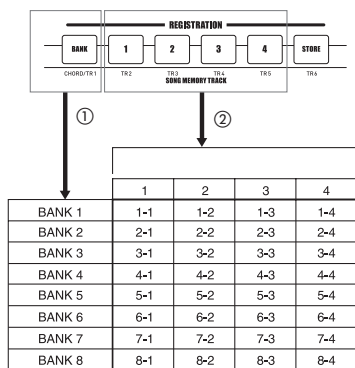 REGISTRATION
BANK 1 2 3 4 STORE
CHORD/TR1 TR2 TR3 TR4 TR5 TR6
SONG MEMORY TRACK
① ②
1 2 3 4
BANK 1 1-1 1-2 1-3 1-4
BANK 2 2-1 2-2 2-3 2-4
BANK 3 3-1 3-2 3-3 3-4
BANK 4 4-1 4-2 4-3 4-4
BANK 5 5-1 5-2 5-3 5-4
BANK 6 6-1 6-2 6-3 6-4
BANK 7 7-1 7-2 7-3 7-4
BANK 8 8-1 8-2 8-3 8-4